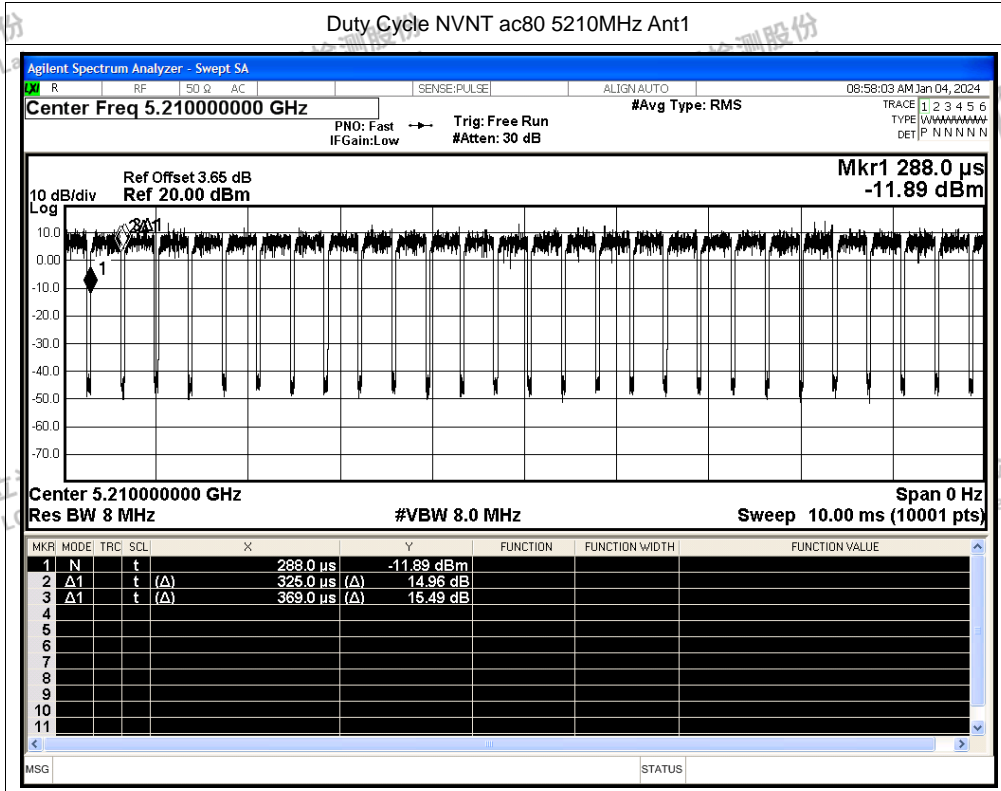 Duty Cycle NVNT ac80 5210MHz Ant1
Agilent Spectrum Analyzer - Swept SA
LXI R RF 50 Ω AC SENSE:PULSE ALIGN AUTO 08:58:03 AM Jan 04, 2024
Center Freq 5.210000000 GHz #Avg Type: RMS TRACE 1 2 3 4 5 6
PNO: Fast Trig: Free Run TYPE
IFGain:Low #Atten: 30 dB DET P N N N N N
Mkr1 288.0 µs
Ref Offset 3.65 dB
10 dB/div Ref 20.00 dBm -11.89 dBm
Log
10.0
0.00
1
-10.0
-20.0
-30.0
-40.0
-50.0
-60.0
-70.0
Center 5.210000000 GHz Span 0 Hz
Res BW 8 MHz #VBW 8.0 MHz Sweep 10.00 ms (10001 pts)
MKR MODE TRC SCL X Y FUNCTION FUNCTION WIDTH FUNCTION VALUE
1 N t 288.0 µs -11.89 dBm
2 Δ1 t (Δ) 325.0 µs (Δ) 14.96 dB
3 Δ1 t (Δ) 369.0 µs (Δ) 15.49 dB
4
5
6
7
8
9
10
11
MSG STATUS